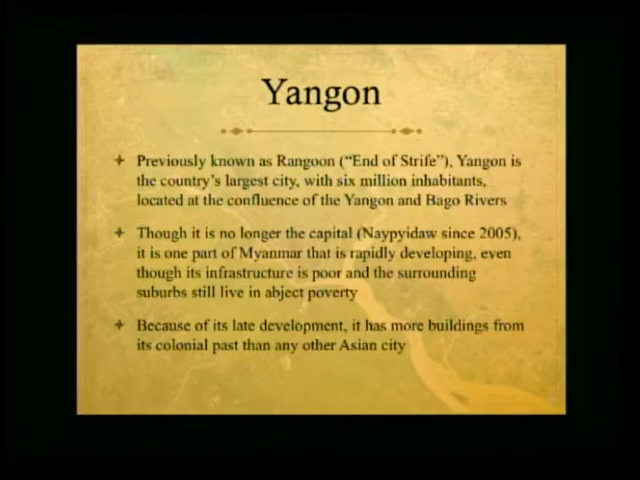 Yangon
Previously known as Rangoon (“End of Strife”), Yangon is
the country’s largest city, with six million inhabitants,
located at the confluence of the Yangon and Bago Rivers
Though it is no longer the capital (Naypyidaw since 2005),
it is one part of Myanmar that is rapidly developing, even
though its infrastructure is poor and the surrounding
suburbs still live in abject poverty
Because of its late development, it has more buildings from
its colonial past than any other Asian city